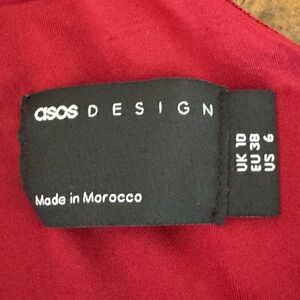 asos DESIGN
Made in Morocco
UK 10
EU 38
US 6